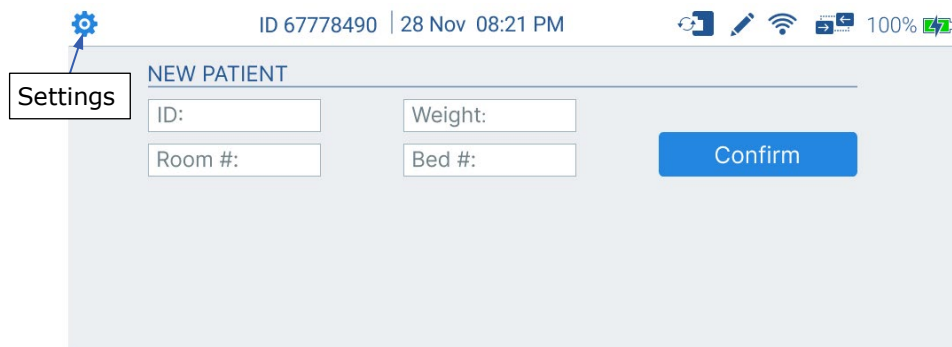 ID 67778490 28 Nov 08:21 PM 100%
Settings
NEW PATIENT
ID: Weight:
Room #: Bed #:
Confirm